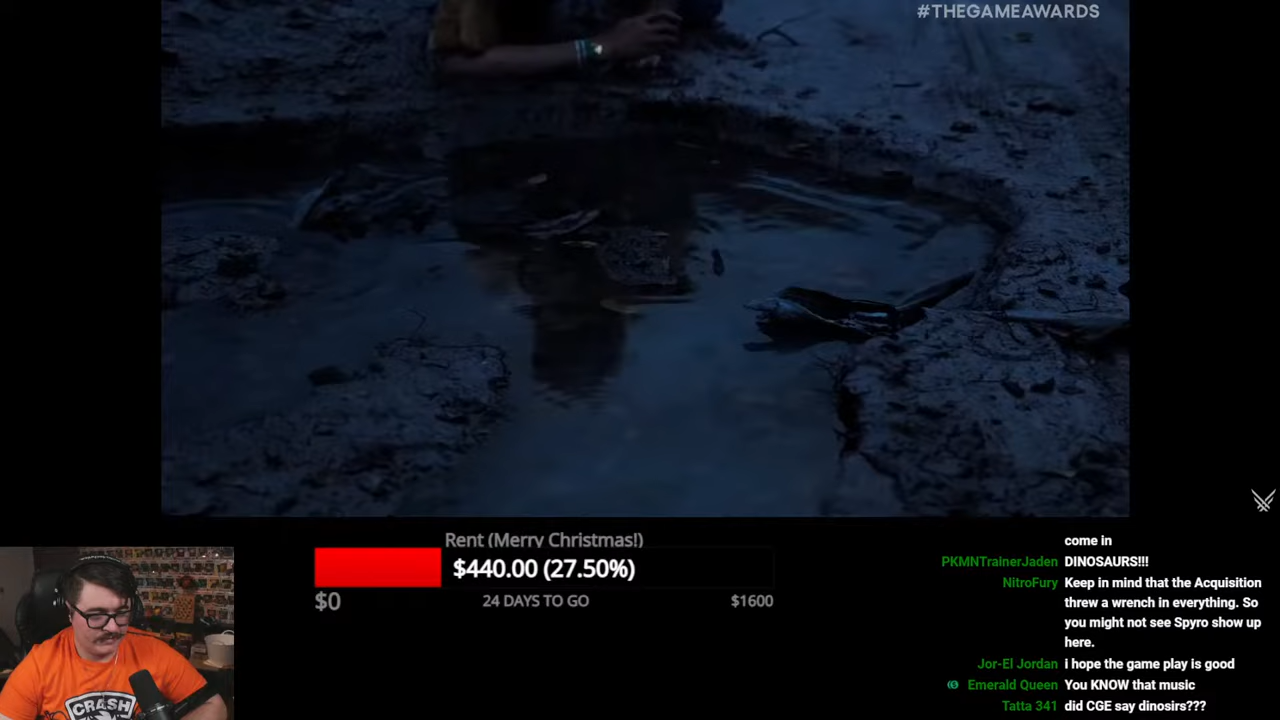 #THEGAMEAWARDS
Rent (Merry Christmas!)
$440.00 (27.50%)
$0
24 DAYS TO GO
$1600
come in
PKMNTrainerJaden DINOSAURS!!!
NitroFury Keep in mind that the Acquisition
threw a wrench in everything. So
you might not see Spyro show up
here.
Jor-El Jordan i hope the game play is good
Emerald Queen You KNOW that music
Tatta 341 did CGE say dinosirs???
CRASH